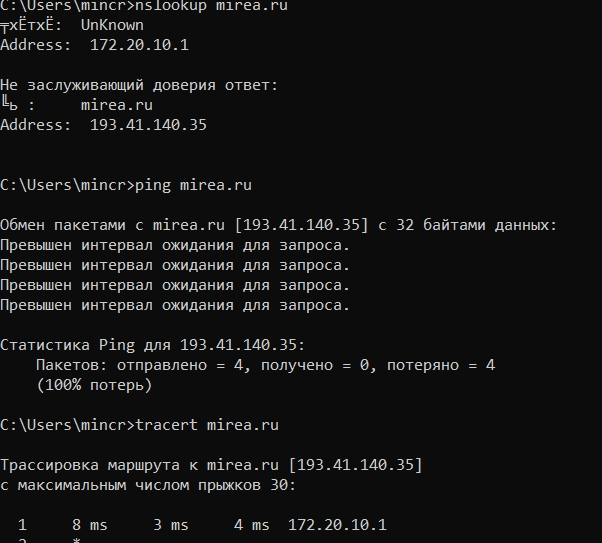 C:\Users\mincr>nslookup mirea.ru
╤хЁтхЁ:  UnKnown
Address:  172.20.10.1
Не заслуживающий доверия ответ:
╚ь :     mirea.ru
Address:  193.41.140.35
C:\Users\mincr>ping mirea.ru
Обмен пакетами с mirea.ru [193.41.140.35] с 32 байтами данных:
Превышен интервал ожидания для запроса.
Превышен интервал ожидания для запроса.
Превышен интервал ожидания для запроса.
Превышен интервал ожидания для запроса.
Статистика Ping для 193.41.140.35:
    Пакетов: отправлено = 4, получено = 0, потеряно = 4
    (100% потерь)
C:\Users\mincr>tracert mirea.ru
Трассировка маршрута к mirea.ru [193.41.140.35]
с максимальным числом прыжков 30:
  1     8 ms     3 ms     4 ms  172.20.10.1
  2     *